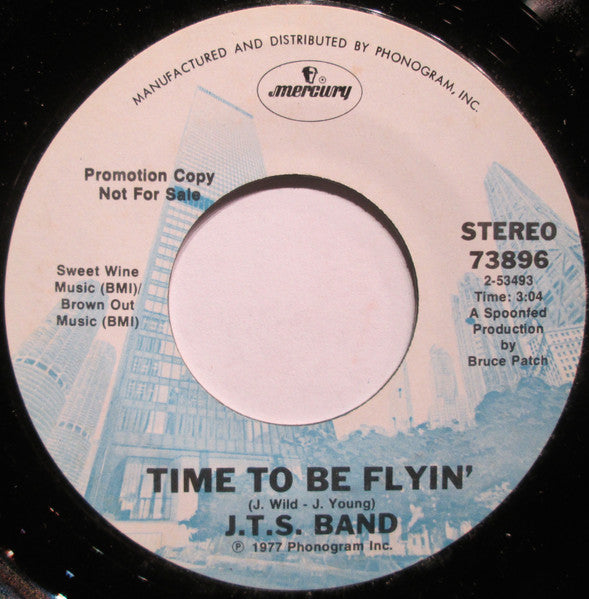 MANUFACTURED AND DISTRIBUTED BY PHONOGRAM, INC.
mercury
Promotion Copy
Not For Sale
STEREO
73896
2-53493
Time: 3:04
A Spoonfed
Production
by
Bruce Patch
Sweet Wine
Music (BMI)/
Brown Out
Music (BMI)
TIME TO BE FLYIN'
(J. Wild - J. Young)
J.T.S. BAND
℗ 1977 Phonogram Inc.